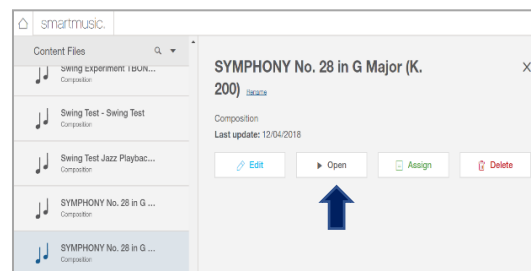 smartmusic.
Content Files
Swing Experiment TBON...
Composition
Swing Test - Swing Test
Composition
Swing Test Jazz Playbac...
Composition
SYMPHONY No. 28 in G ...
Composition
SYMPHONY No. 28 in G ...
Composition
SYMPHONY No. 28 in G Major (K.
200) Rename
X
Composition
Last update: 12/04/2018
Edit
Open
Assign
Delete